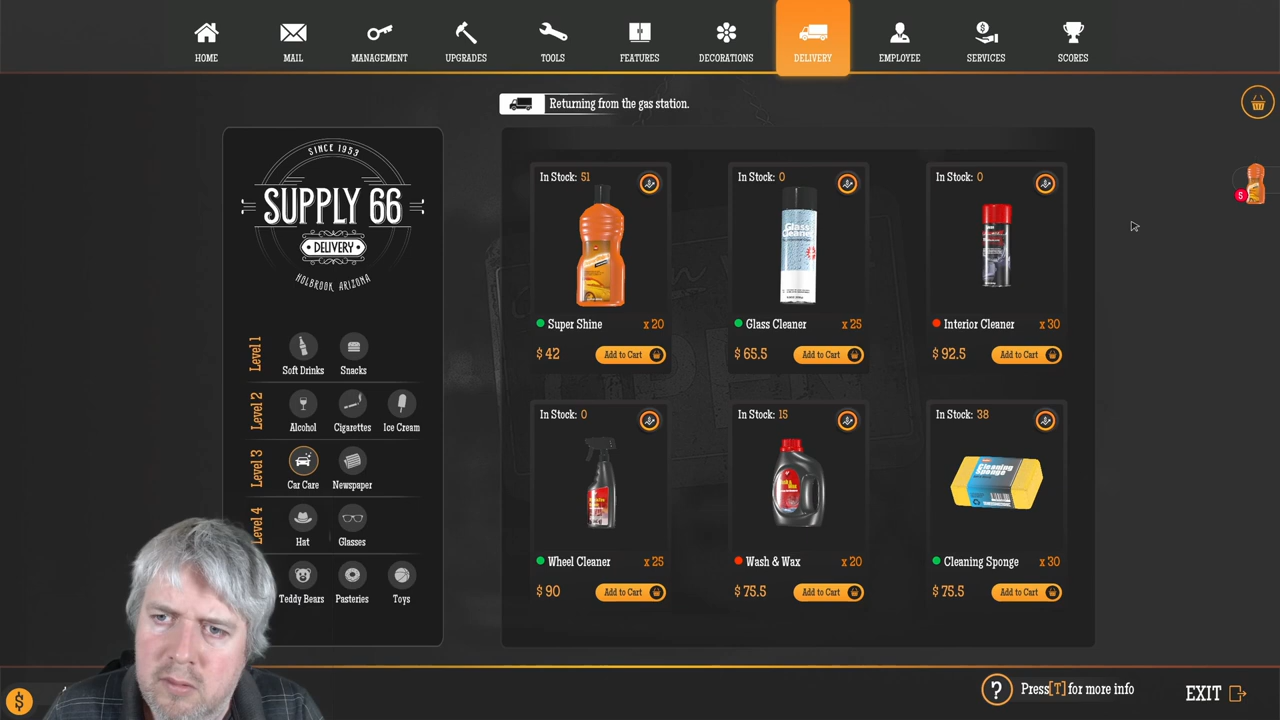 HOME
MAIL
MANAGEMENT
UPGRADES
TOOLS
FEATURES
DECORATIONS
DELIVERY
EMPLOYEE
SERVICES
SCORES
Returning from the gas station.
SINCE 1953
SUPPLY 66
DELIVERY
HOLBROOK, ARIZONA
Level 1
Soft Drinks
Snacks
Level 2
Alcohol
Cigarettes
Ice Cream
Level 3
Car Care
Newspaper
Level 4
Hat
Glasses
Teddy Bears
Pasteries
Toys
In Stock: 51
Super Shine x 20
$ 42 Add to Cart
In Stock: 0
Glass Cleaner
Glass Cleaner x 25
$ 65.5 Add to Cart
In Stock: 0
Interior Cleaner x 30
$ 92.5 Add to Cart
In Stock: 0
Wheel Cleaner x 25
$ 90 Add to Cart
In Stock: 15
Wash & Wax x 20
$ 75.5 Add to Cart
In Stock: 38
Cleaning Sponge
Cleaning Sponge x 30
$ 75.5 Add to Cart
5
$
? Press[T] for more info
EXIT